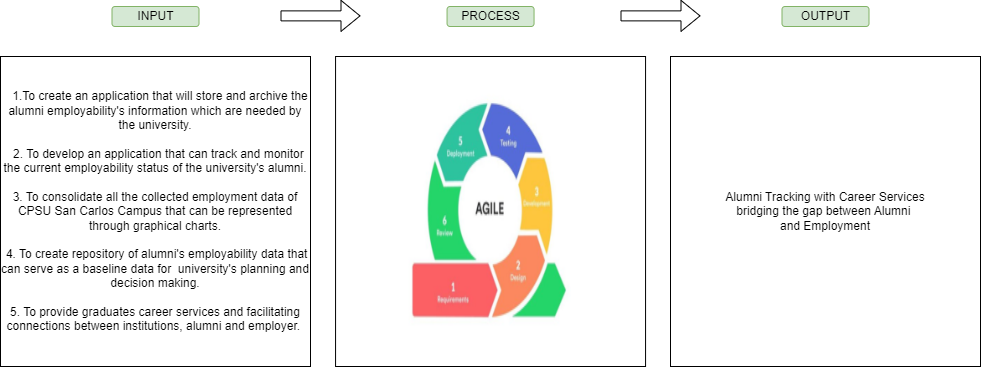 INPUT
PROCESS
OUTPUT
1.To create an application that will store and archive the
alumni employability's information which are needed by
the university.
2. To develop an application that can track and monitor
the current employability status of the university's alumni.
3. To consolidate all the collected employment data of
CPSU San Carlos Campus that can be represented
through graphical charts.
4. To create repository of alumni's employability data that
can serve as a baseline data for university's planning and
decision making.
5. To provide graduates career services and facilitating
connections between institutions, alumni and employer.
AGILE
1
Requirements
2
Design
3
Development
4
Testing
5
Deployment
6
Review
Alumni Tracking with Career Services
bridging the gap between Alumni
and Employment